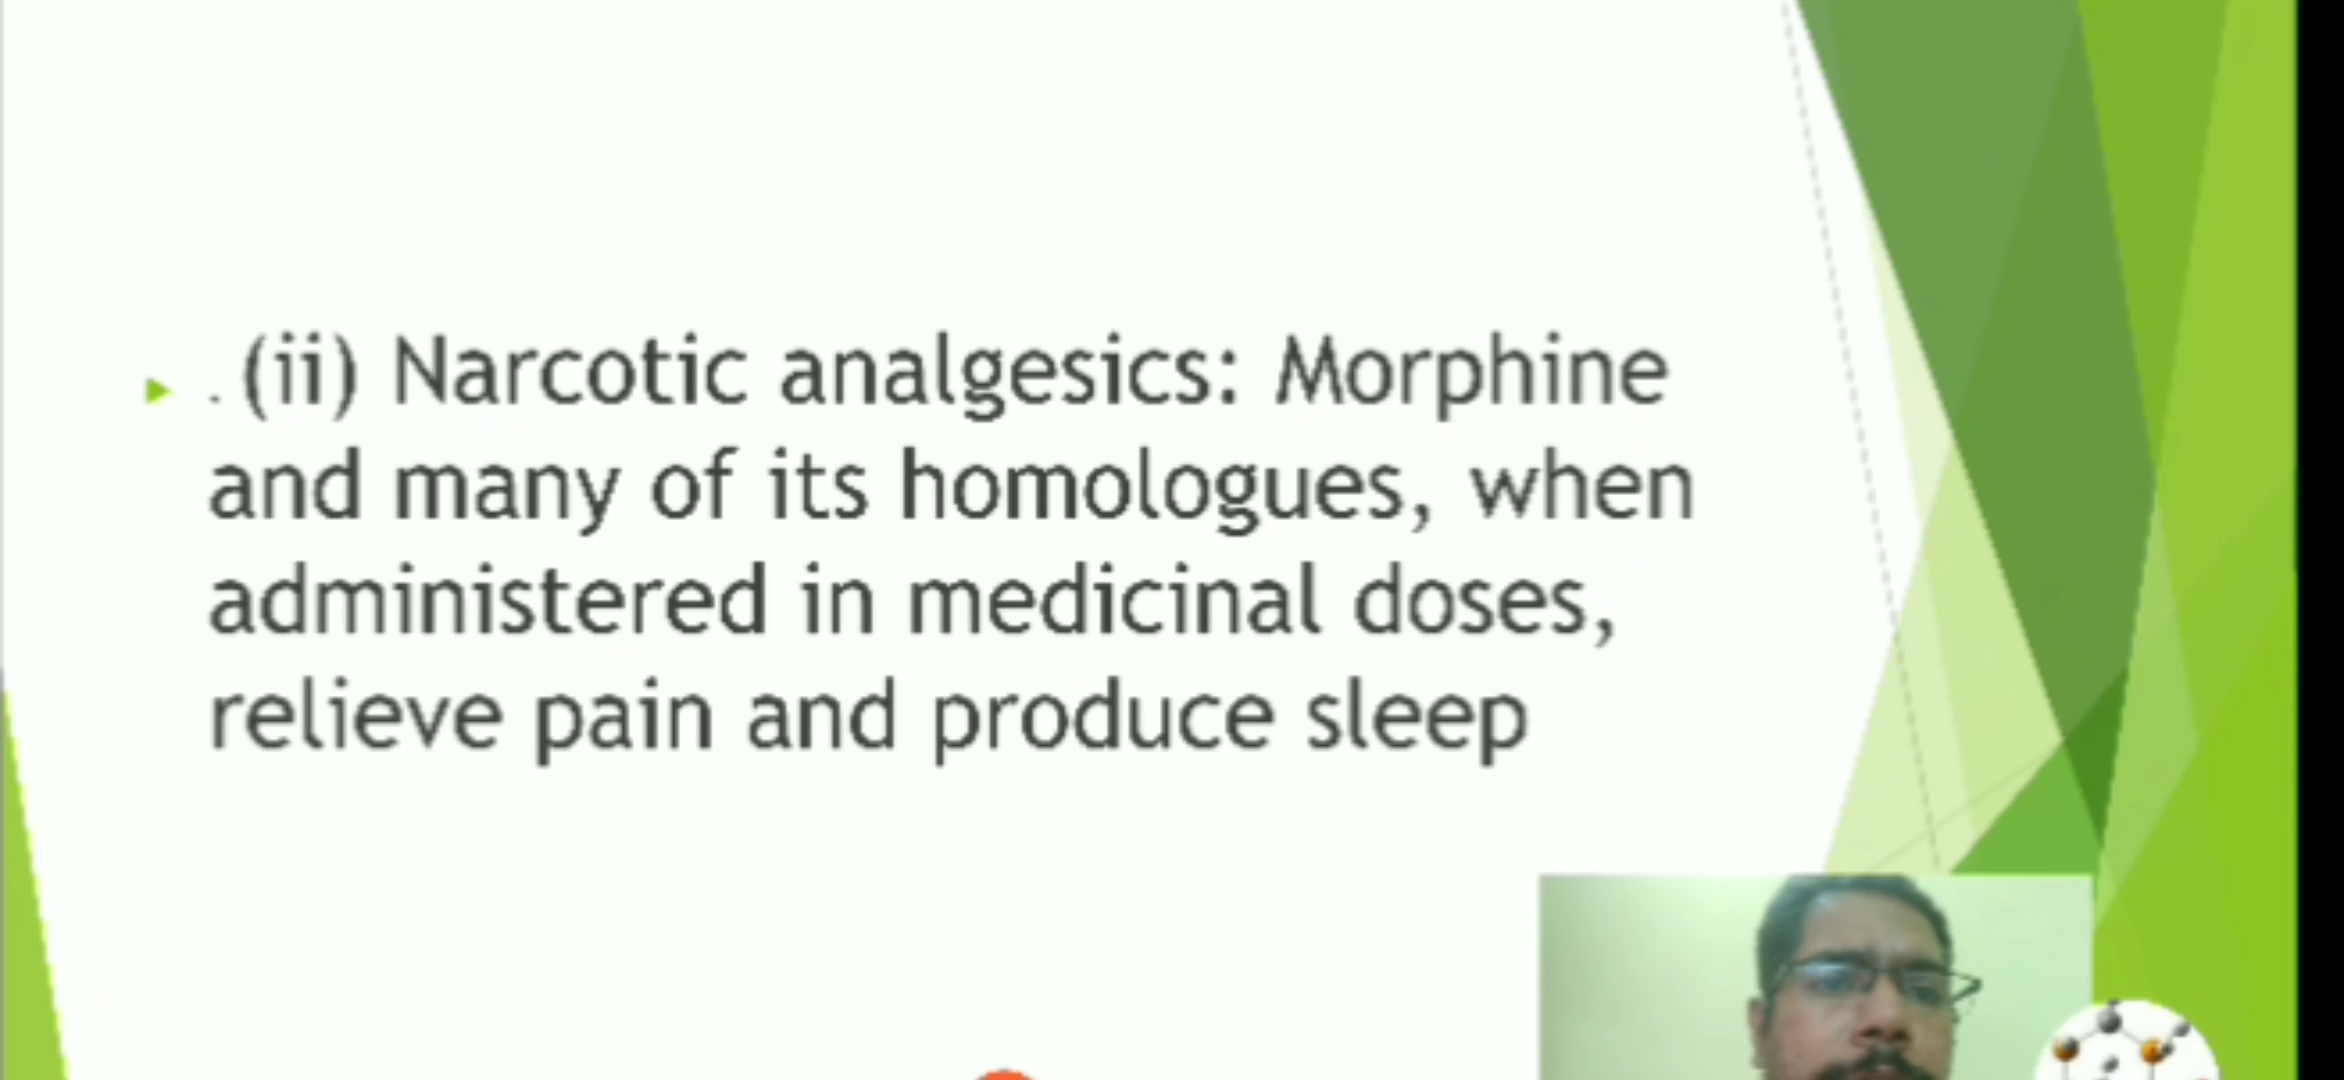 . (ii) Narcotic analgesics: Morphine
and many of its homologues, when
administered in medicinal doses,
relieve pain and produce sleep